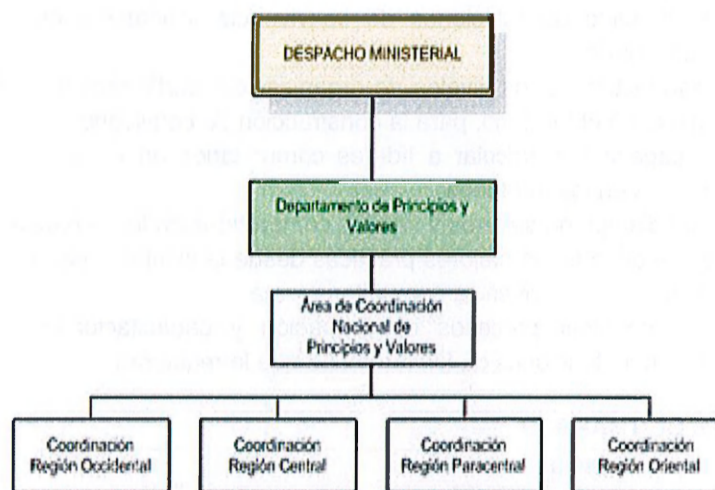 DESPACHO MINISTERIAL
Departamento de Principios y
Valores
Área de Coordinación
Nacional de
Principios y Valores
Coordinación
Región Occidental
Coordinación
Región Central
Coordinación
Región Paracentral
Coordinación
Región Oriental